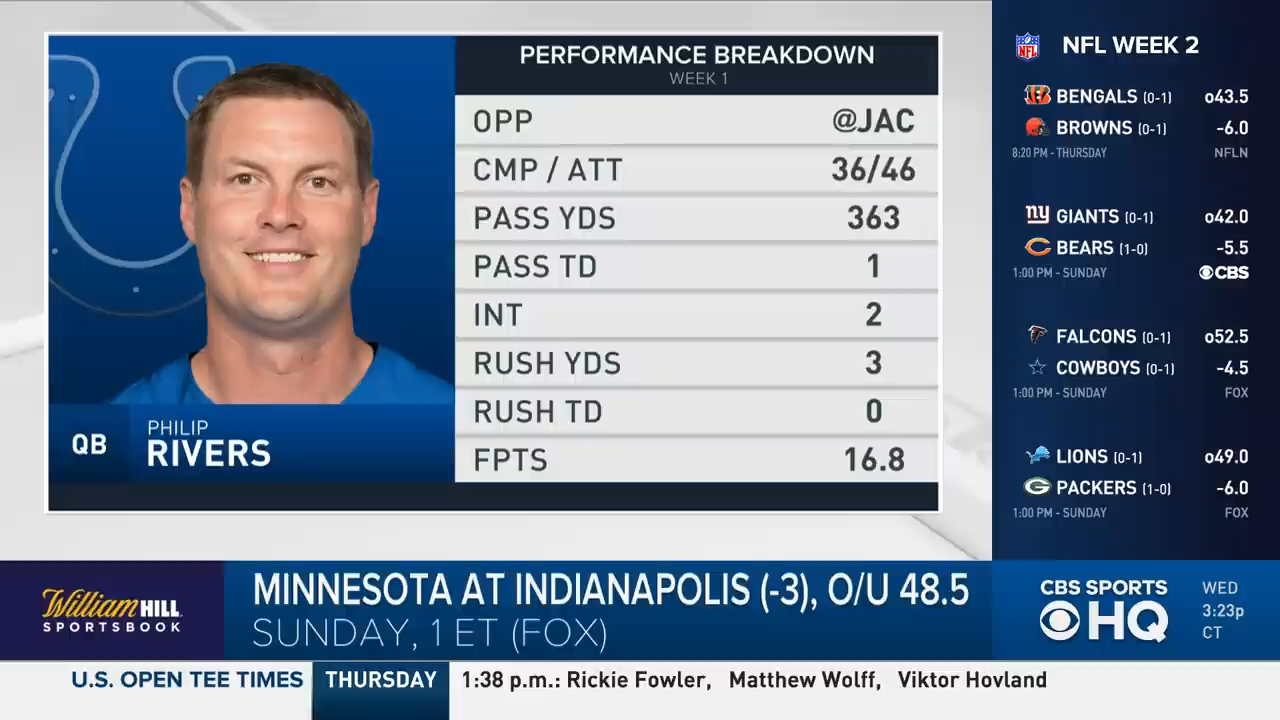 PERFORMANCE BREAKDOWN
WEEK 1
OPP @JAC
CMP / ATT 36/46
PASS YDS 363
PASS TD 1
INT 2
RUSH YDS 3
RUSH TD 0
FPTS 16.8
QB
PHILIP
RIVERS
NFL
NFL WEEK 2
BENGALS (0-1) o43.5
BROWNS (0-1) -6.0
8:20 PM - THURSDAY NFLN
ny GIANTS (0-1) o42.0
BEARS (1-0) -5.5
1:00 PM - SUNDAY CBS
FALCONS (0-1) o52.5
COWBOYS (0-1) -4.5
1:00 PM - SUNDAY FOX
LIONS (0-1) o49.0
G PACKERS (1-0) -6.0
1:00 PM - SUNDAY FOX
William HILL
SPORTSBOOK
MINNESOTA AT INDIANAPOLIS (-3), O/U 48.5
SUNDAY, 1 ET (FOX)
CBS SPORTS
HQ
WED
3:23p
CT
U.S. OPEN TEE TIMES THURSDAY 1:38 p.m.: Rickie Fowler, Matthew Wolff, Viktor Hovland